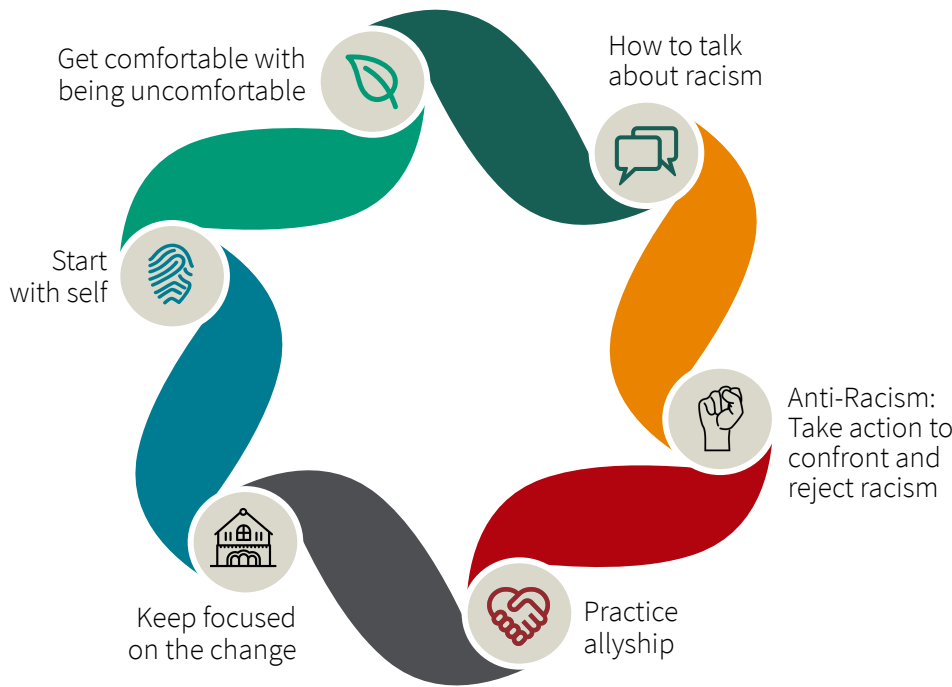 Get comfortable with
being uncomfortable
How to talk
about racism
Start
with self
Anti-Racism:
Take action to
confront and
reject racism
Keep focused
on the change
Practice
allyship